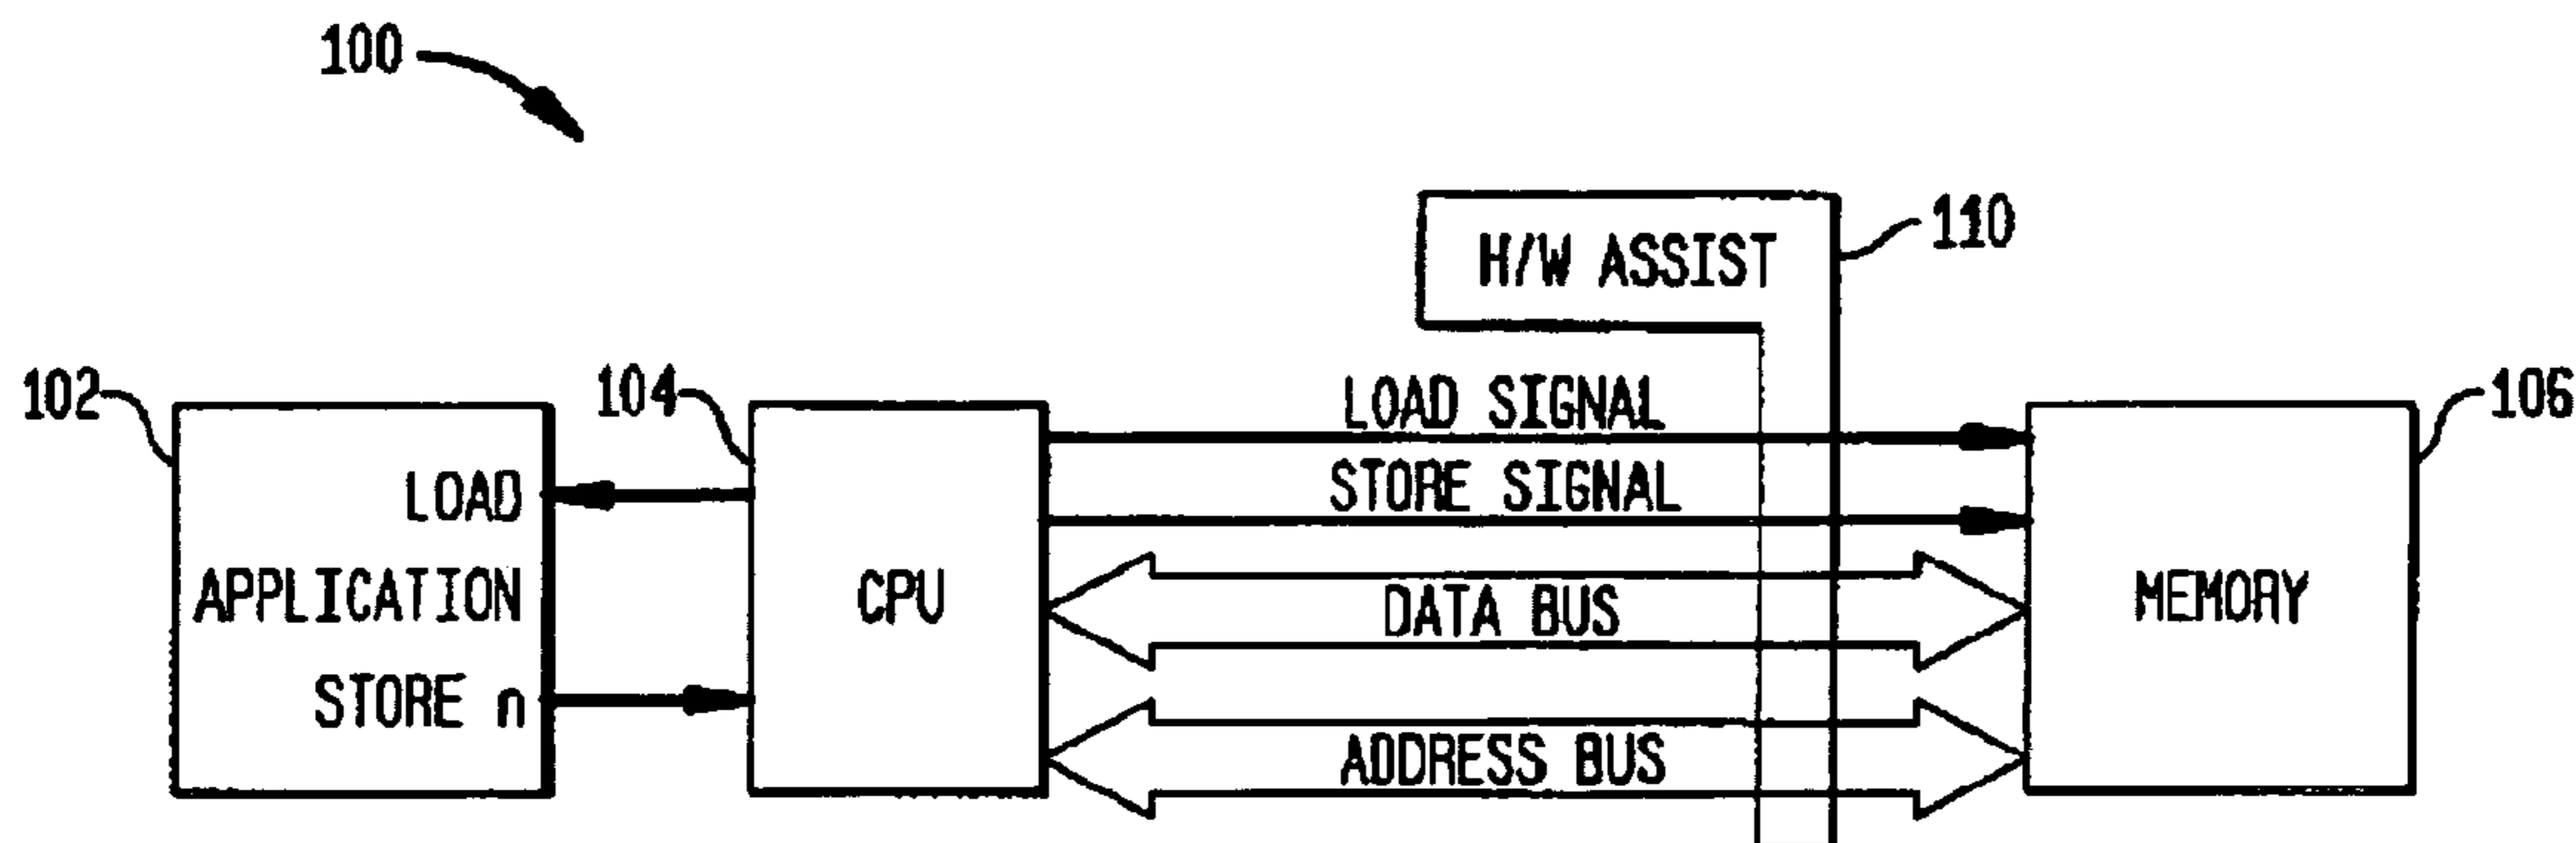 100
110
H/W ASSIST
102
104
106
LOAD SIGNAL
STORE SIGNAL
LOAD
APPLICATION
STORE n
CPU
DATA BUS
ADDRESS BUS
MEMORY